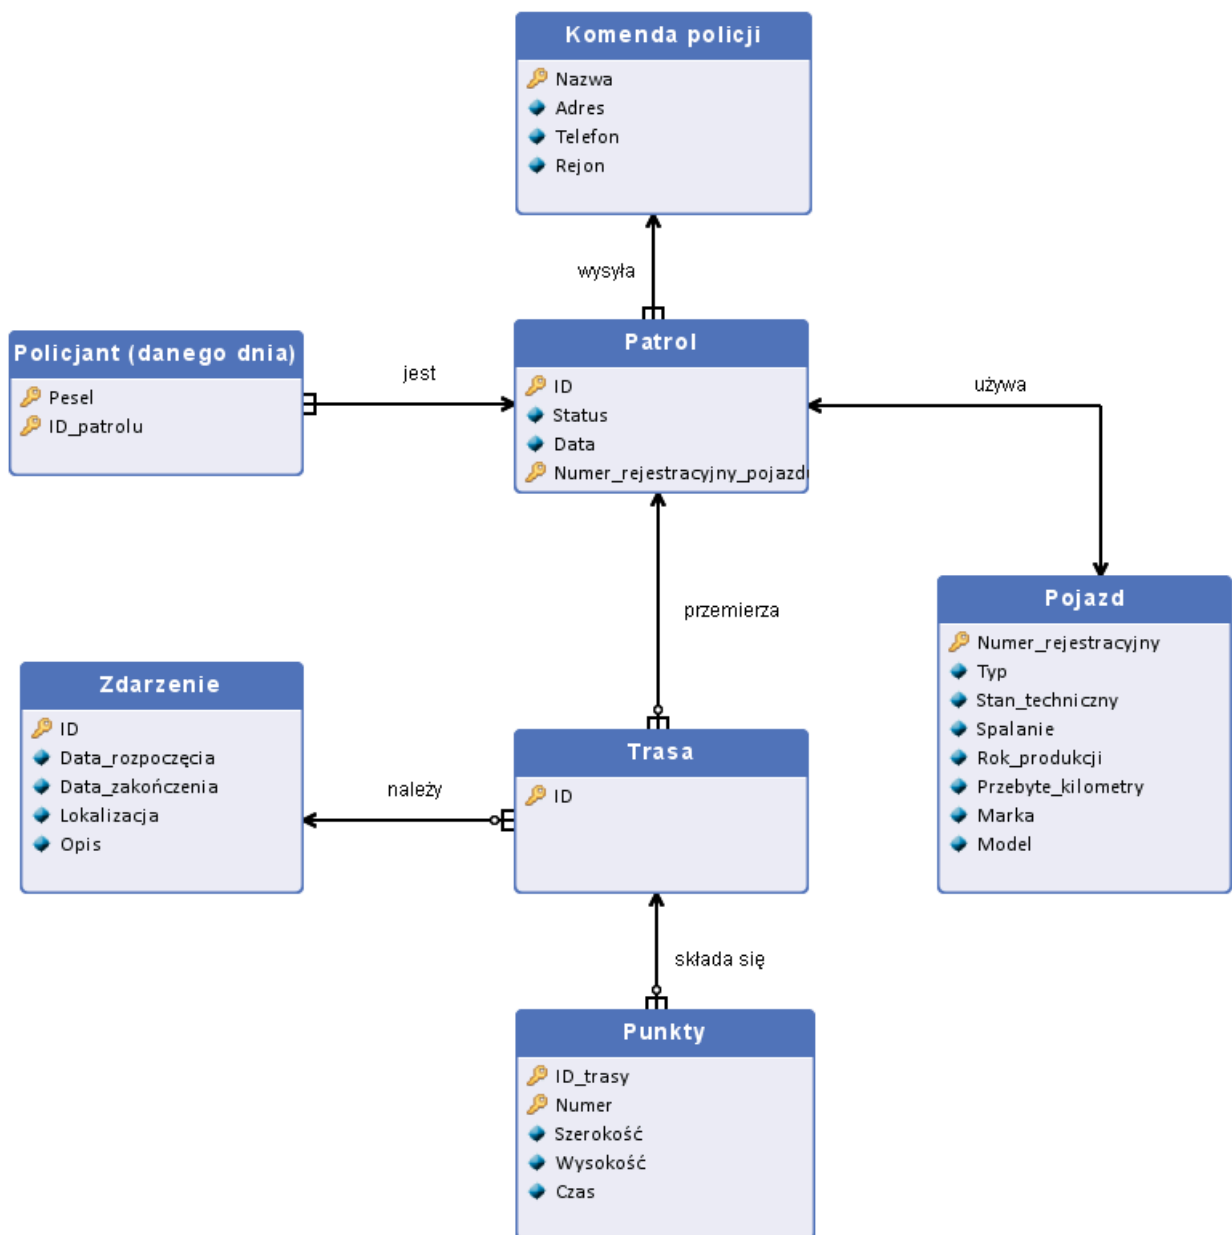 Komenda policji
Nazwa
Adres
Telefon
Rejon
wysyła
Policjant (danego dnia)
Pesel
ID_patrolu
jest
Patrol
ID
Status
Data
Numer_rejestracyjny_pojazd
używa
przemierza
Pojazd
Numer_rejestracyjny
Typ
Stan_techniczny
Spalanie
Rok_produkcji
Przebyte_kilometry
Marka
Model
Zdarzenie
ID
Data_rozpoczęcia
Data_zakończenia
Lokalizacja
Opis
należy
Trasa
ID
składa się
Punkty
ID_trasy
Numer
Szerokość
Wysokość
Czas